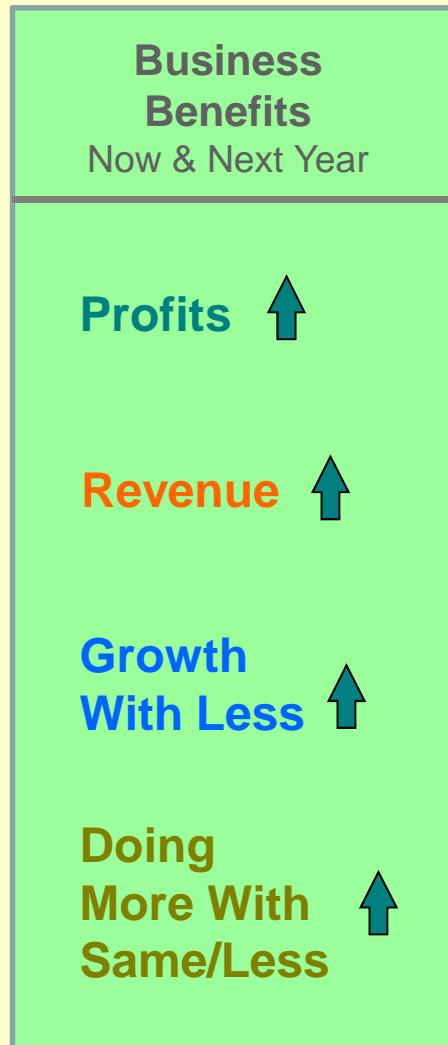 Business
Benefits
Now & Next Year
Profits
Revenue
Growth
With Less
Doing
More With
Same/Less